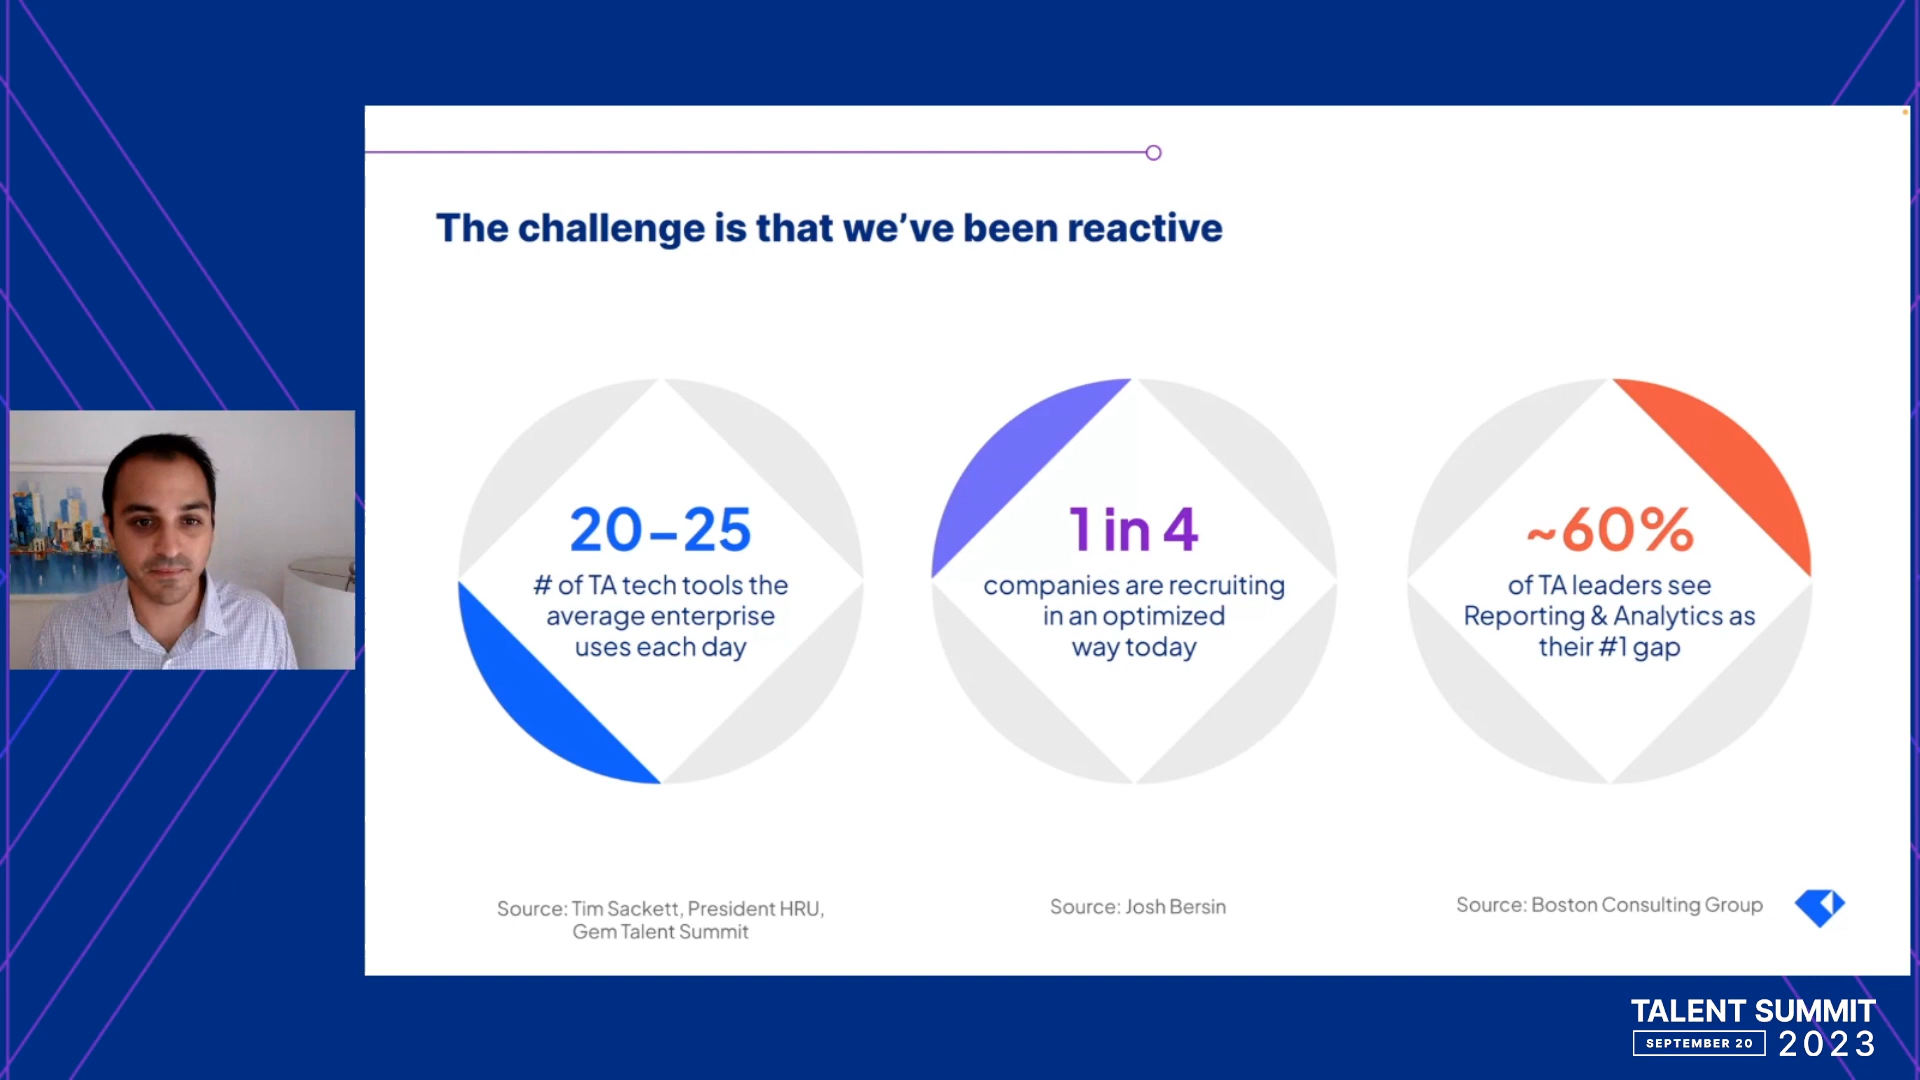 The challenge is that we've been reactive
20–25
# of TA tech tools the
average enterprise
uses each day
1 in 4
companies are recruiting
in an optimized
way today
~60%
of TA leaders see
Reporting & Analytics as
their #1 gap
Source: Tim Sackett, President HRU,
Gem Talent Summit
Source: Josh Bersin
Source: Boston Consulting Group
TALENT SUMMIT
SEPTEMBER 20 2023